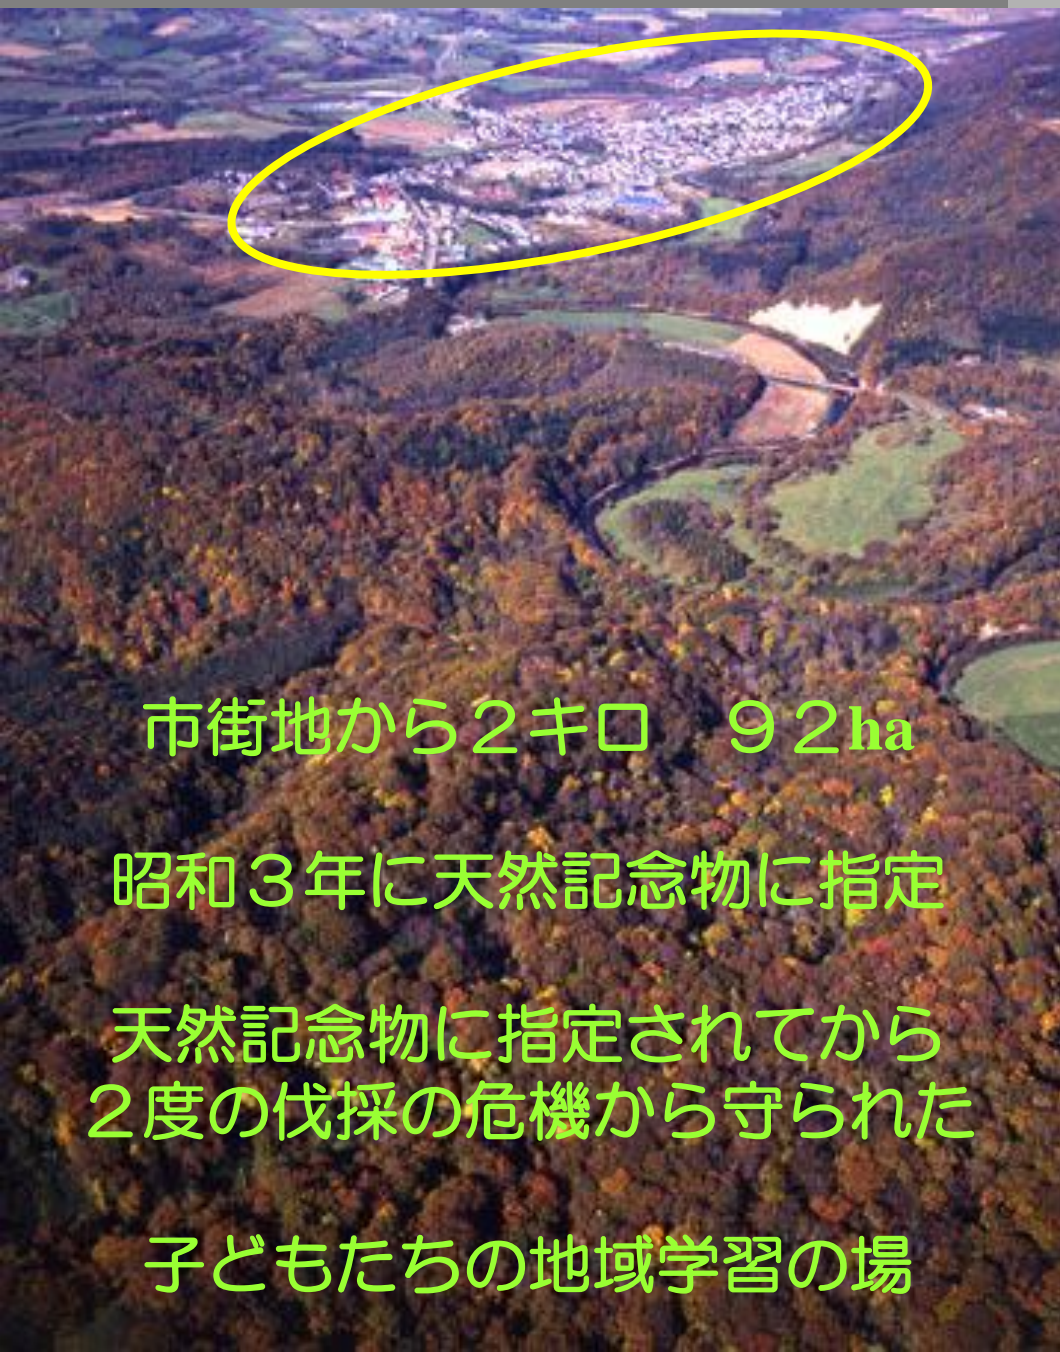 市街地から２キロ　９２ha
昭和３年に天然記念物に指定
天然記念物に指定されてから
２度の伐採の危機から守られた
子どもたちの地域学習の場